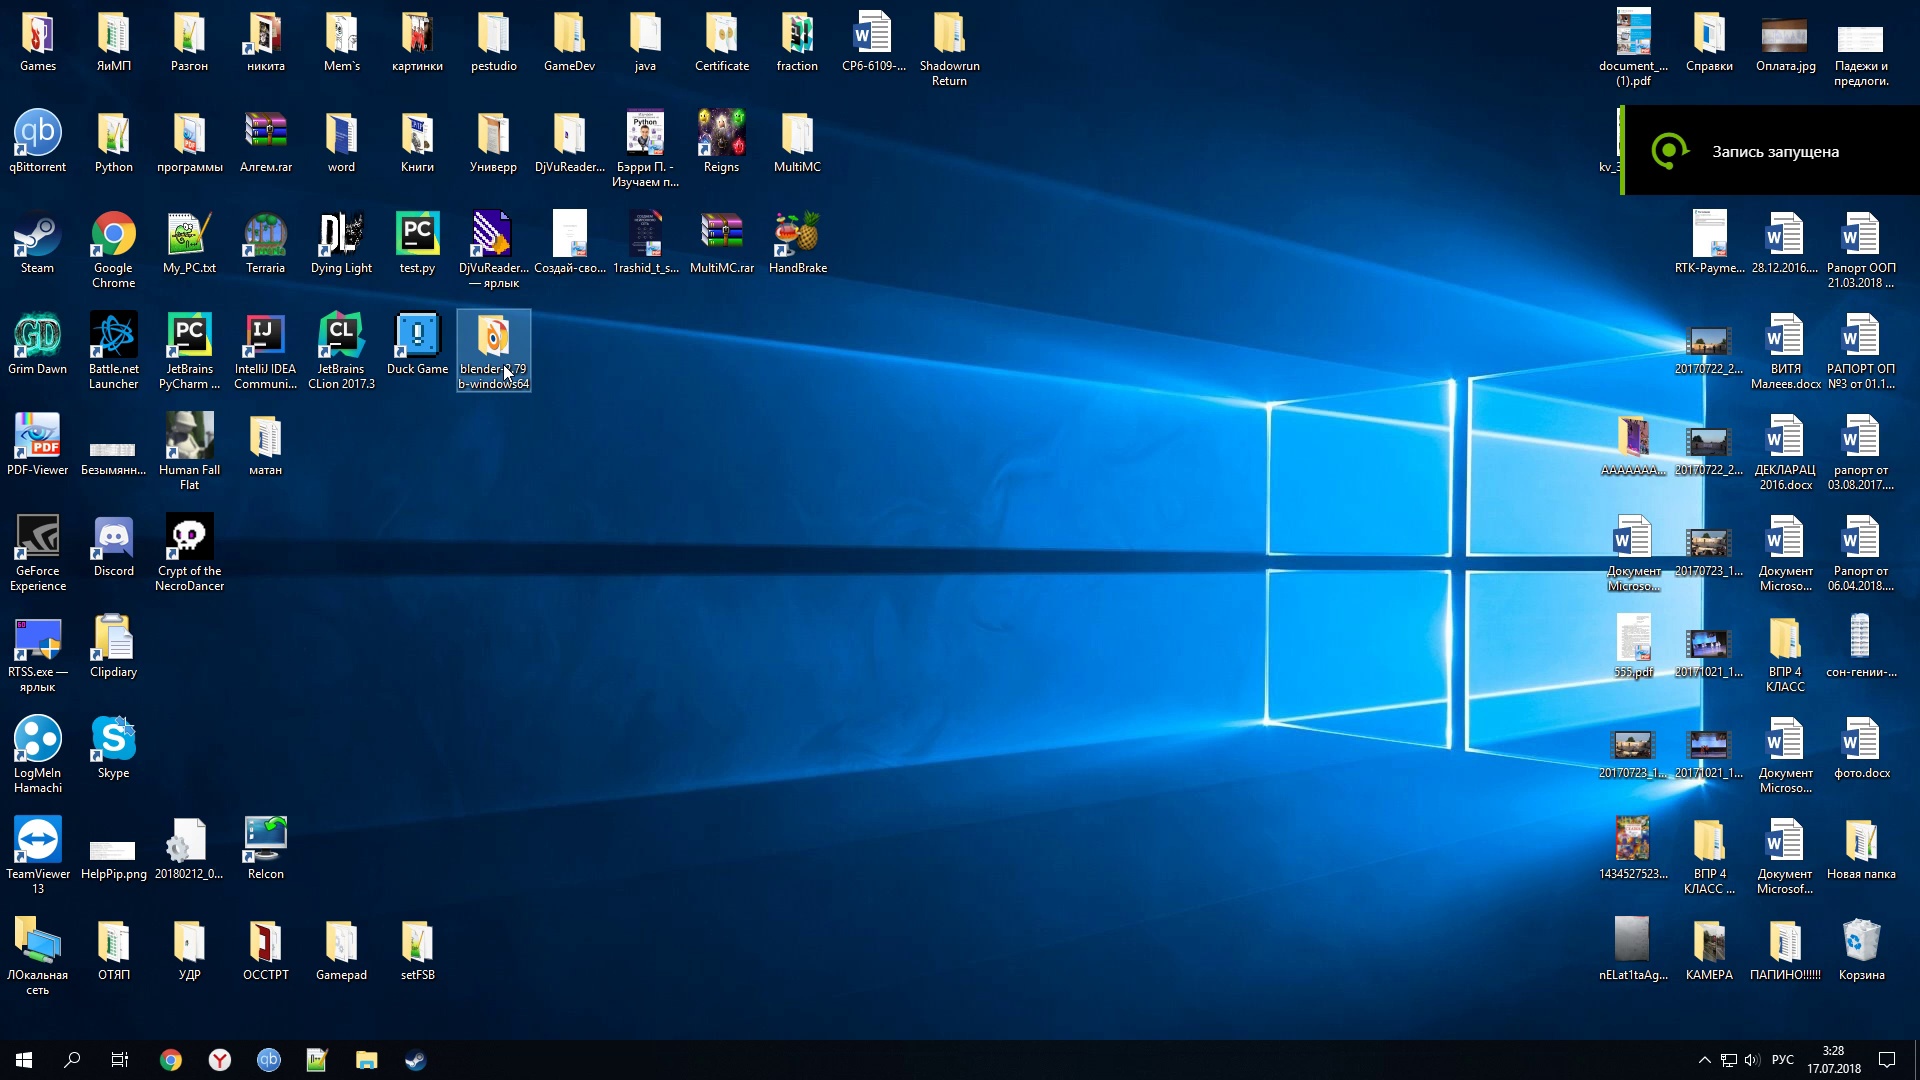 Games
ЯиМП
Разгон
никита
Mem`s
картинки
pestudio
GameDev
java
Certificate
fraction
СР6-6109-...
Shadowrun
Return
document_...
(1).pdf
Справки
Оплата.jpg
Падежи и
предлоги.
qBittorrent
Python
программы
Алгем.rar
word
Книги
Универр
DjVuReader...
Бэрри П. -
Изучаем п...
Reigns
MultiMC
Запись запущена
Steam
Google
Chrome
My_PC.txt
Terraria
Dying Light
test.py
DjVuReader...
— ярлык
Создай-сво...
1rashid_t_s...
MultiMC.rar
HandBrake
RTK-Payme...
28.12.2016....
Рапорт ООП
21.03.2018 ...
Grim Dawn
Battle.net
Launcher
JetBrains
PyCharm ...
IntelliJ IDEA
Communi...
JetBrains
CLion 2017.3
Duck Game
b-windows64
20170722_2...
ВИТЯ
Малеев.docx
РАПОРТ ОП
№3 от 01.1...
PDF-Viewer
Безымянн...
Human Fall
Flat
матан
AAAAAAA...
20170722_2...
ДЕКЛАРАЦ
2016.docx
рапорт от
03.08.2017....
GeForce
Experience
Discord
Crypt of the
NecroDancer
Документ
Microso...
20170723_1...
Документ
Microso...
Рапорт от
06.04.2018....
RTSS.exe —
ярлык
Clipdiary
555.pdf
20171021_1...
ВПР 4
КЛАСС
сон-гении-...
LogMeIn
Hamachi
Skype
20170723_1...
20171021_1...
Документ
Microso...
фото.docx
TeamViewer
13
HelpPip.png
20180212_0...
ReIcon
1434527523...
ВПР 4
КЛАСС ...
Документ
Microsof...
Новая папка
ЛОкальная
сеть
ОТЯП
УДР
ОССТРТ
Gamepad
setFSB
nELat1taAg...
КАМЕРА
ПАПИНО!!!!!!
Корзина
РУС
3:28
17.07.2018